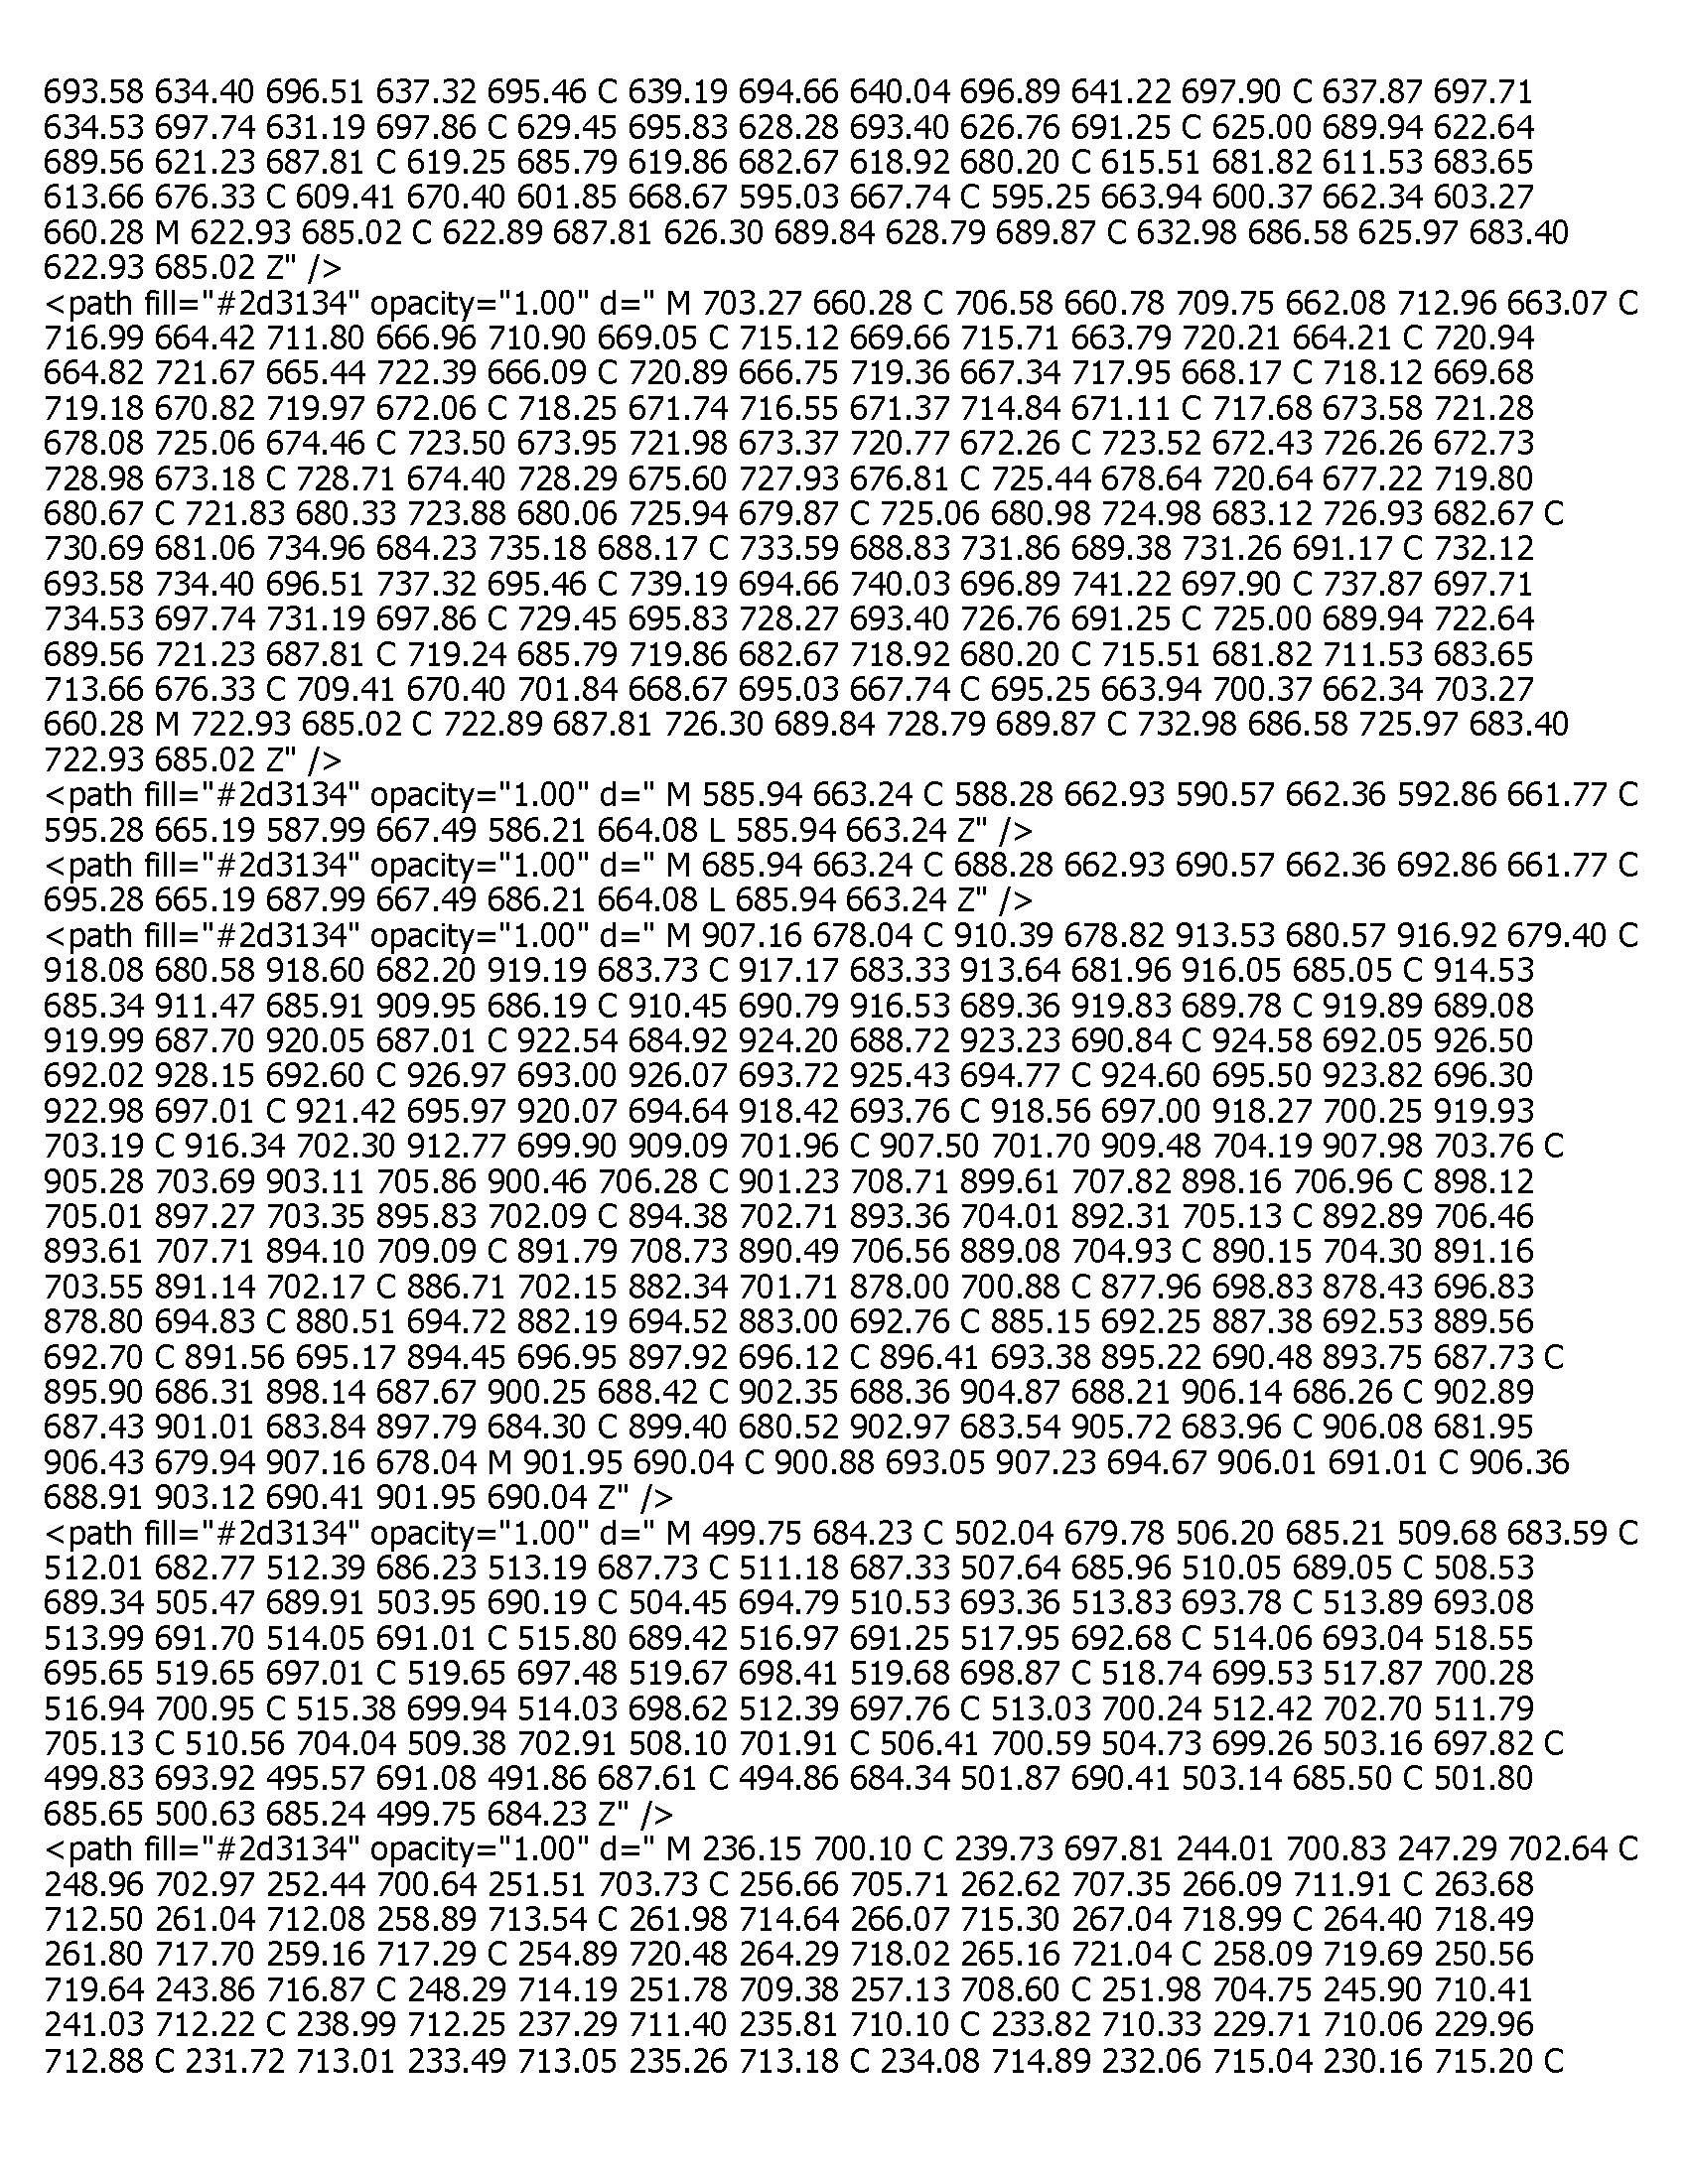 693.58 634.40 696.51 637.32 695.46 C 639.19 694.66 640.04 696.89 641.22 697.90 C 637.87 697.71
634.53 697.74 631.19 697.86 C 629.45 695.83 628.28 693.40 626.76 691.25 C 625.00 689.94 622.64
689.56 621.23 687.81 C 619.25 685.79 619.86 682.67 618.92 680.20 C 615.51 681.82 611.53 683.65
613.66 676.33 C 609.41 670.40 601.85 668.67 595.03 667.74 C 595.25 663.94 600.37 662.34 603.27
660.28 M 622.93 685.02 C 622.89 687.81 626.30 689.84 628.79 689.87 C 632.98 686.58 625.97 683.40
622.93 685.02 Z" />
<path fill="#2d3134" opacity="1.00" d=" M 703.27 660.28 C 706.58 660.78 709.75 662.08 712.96 663.07 C
716.99 664.42 711.80 666.96 710.90 669.05 C 715.12 669.66 715.71 663.79 720.21 664.21 C 720.94
664.82 721.67 665.44 722.39 666.09 C 720.89 666.75 719.36 667.34 717.95 668.17 C 718.12 669.68
719.18 670.82 719.97 672.06 C 718.25 671.74 716.55 671.37 714.84 671.11 C 717.68 673.58 721.28
678.08 725.06 674.46 C 723.50 673.95 721.98 673.37 720.77 672.26 C 723.52 672.43 726.26 672.73
728.98 673.18 C 728.71 674.40 728.29 675.60 727.93 676.81 C 725.44 678.64 720.64 677.22 719.80
680.67 C 721.83 680.33 723.88 680.06 725.94 679.87 C 725.06 680.98 724.98 683.12 726.93 682.67 C
730.69 681.06 734.96 684.23 735.18 688.17 C 733.59 688.83 731.86 689.38 731.26 691.17 C 732.12
693.58 734.40 696.51 737.32 695.46 C 739.19 694.66 740.03 696.89 741.22 697.90 C 737.87 697.71
734.53 697.74 731.19 697.86 C 729.45 695.83 728.27 693.40 726.76 691.25 C 725.00 689.94 722.64
689.56 721.23 687.81 C 719.24 685.79 719.86 682.67 718.92 680.20 C 715.51 681.82 711.53 683.65
713.66 676.33 C 709.41 670.40 701.84 668.67 695.03 667.74 C 695.25 663.94 700.37 662.34 703.27
660.28 M 722.93 685.02 C 722.89 687.81 726.30 689.84 728.79 689.87 C 732.98 686.58 725.97 683.40
722.93 685.02 Z" />
<path fill="#2d3134" opacity="1.00" d=" M 585.94 663.24 C 588.28 662.93 590.57 662.36 592.86 661.77 C
595.28 665.19 587.99 667.49 586.21 664.08 L 585.94 663.24 Z" />
<path fill="#2d3134" opacity="1.00" d=" M 685.94 663.24 C 688.28 662.93 690.57 662.36 692.86 661.77 C
695.28 665.19 687.99 667.49 686.21 664.08 L 685.94 663.24 Z" />
<path fill="#2d3134" opacity="1.00" d=" M 907.16 678.04 C 910.39 678.82 913.53 680.57 916.92 679.40 C
918.08 680.58 918.60 682.20 919.19 683.73 C 917.17 683.33 913.64 681.96 916.05 685.05 C 914.53
685.34 911.47 685.91 909.95 686.19 C 910.45 690.79 916.53 689.36 919.83 689.78 C 919.89 689.08
919.99 687.70 920.05 687.01 C 922.54 684.92 924.20 688.72 923.23 690.84 C 924.58 692.05 926.50
692.02 928.15 692.60 C 926.97 693.00 926.07 693.72 925.43 694.77 C 924.60 695.50 923.82 696.30
922.98 697.01 C 921.42 695.97 920.07 694.64 918.42 693.76 C 918.56 697.00 918.27 700.25 919.93
703.19 C 916.34 702.30 912.77 699.90 909.09 701.96 C 907.50 701.70 909.48 704.19 907.98 703.76 C
905.28 703.69 903.11 705.86 900.46 706.28 C 901.23 708.71 899.61 707.82 898.16 706.96 C 898.12
705.01 897.27 703.35 895.83 702.09 C 894.38 702.71 893.36 704.01 892.31 705.13 C 892.89 706.46
893.61 707.71 894.10 709.09 C 891.79 708.73 890.49 706.56 889.08 704.93 C 890.15 704.30 891.16
703.55 891.14 702.17 C 886.71 702.15 882.34 701.71 878.00 700.88 C 877.96 698.83 878.43 696.83
878.80 694.83 C 880.51 694.72 882.19 694.52 883.00 692.76 C 885.15 692.25 887.38 692.53 889.56
692.70 C 891.56 695.17 894.45 696.95 897.92 696.12 C 896.41 693.38 895.22 690.48 893.75 687.73 C
895.90 686.31 898.14 687.67 900.25 688.42 C 902.35 688.36 904.87 688.21 906.14 686.26 C 902.89
687.43 901.01 683.84 897.79 684.30 C 899.40 680.52 902.97 683.54 905.72 683.96 C 906.08 681.95
906.43 679.94 907.16 678.04 M 901.95 690.04 C 900.88 693.05 907.23 694.67 906.01 691.01 C 906.36
688.91 903.12 690.41 901.95 690.04 Z" />
<path fill="#2d3134" opacity="1.00" d=" M 499.75 684.23 C 502.04 679.78 506.20 685.21 509.68 683.59 C
512.01 682.77 512.39 686.23 513.19 687.73 C 511.18 687.33 507.64 685.96 510.05 689.05 C 508.53
689.34 505.47 689.91 503.95 690.19 C 504.45 694.79 510.53 693.36 513.83 693.78 C 513.89 693.08
513.99 691.70 514.05 691.01 C 515.80 689.42 516.97 691.25 517.95 692.68 C 514.06 693.04 518.55
695.65 519.65 697.01 C 519.65 697.48 519.67 698.41 519.68 698.87 C 518.74 699.53 517.87 700.28
516.94 700.95 C 515.38 699.94 514.03 698.62 512.39 697.76 C 513.03 700.24 512.42 702.70 511.79
705.13 C 510.56 704.04 509.38 702.91 508.10 701.91 C 506.41 700.59 504.73 699.26 503.16 697.82 C
499.83 693.92 495.57 691.08 491.86 687.61 C 494.86 684.34 501.87 690.41 503.14 685.50 C 501.80
685.65 500.63 685.24 499.75 684.23 Z" />
<path fill="#2d3134" opacity="1.00" d=" M 236.15 700.10 C 239.73 697.81 244.01 700.83 247.29 702.64 C
248.96 702.97 252.44 700.64 251.51 703.73 C 256.66 705.71 262.62 707.35 266.09 711.91 C 263.68
712.50 261.04 712.08 258.89 713.54 C 261.98 714.64 266.07 715.30 267.04 718.99 C 264.40 718.49
261.80 717.70 259.16 717.29 C 254.89 720.48 264.29 718.02 265.16 721.04 C 258.09 719.69 250.56
719.64 243.86 716.87 C 248.29 714.19 251.78 709.38 257.13 708.60 C 251.98 704.75 245.90 710.41
241.03 712.22 C 238.99 712.25 237.29 711.40 235.81 710.10 C 233.82 710.33 229.71 710.06 229.96
712.88 C 231.72 713.01 233.49 713.05 235.26 713.18 C 234.08 714.89 232.06 715.04 230.16 715.20 C